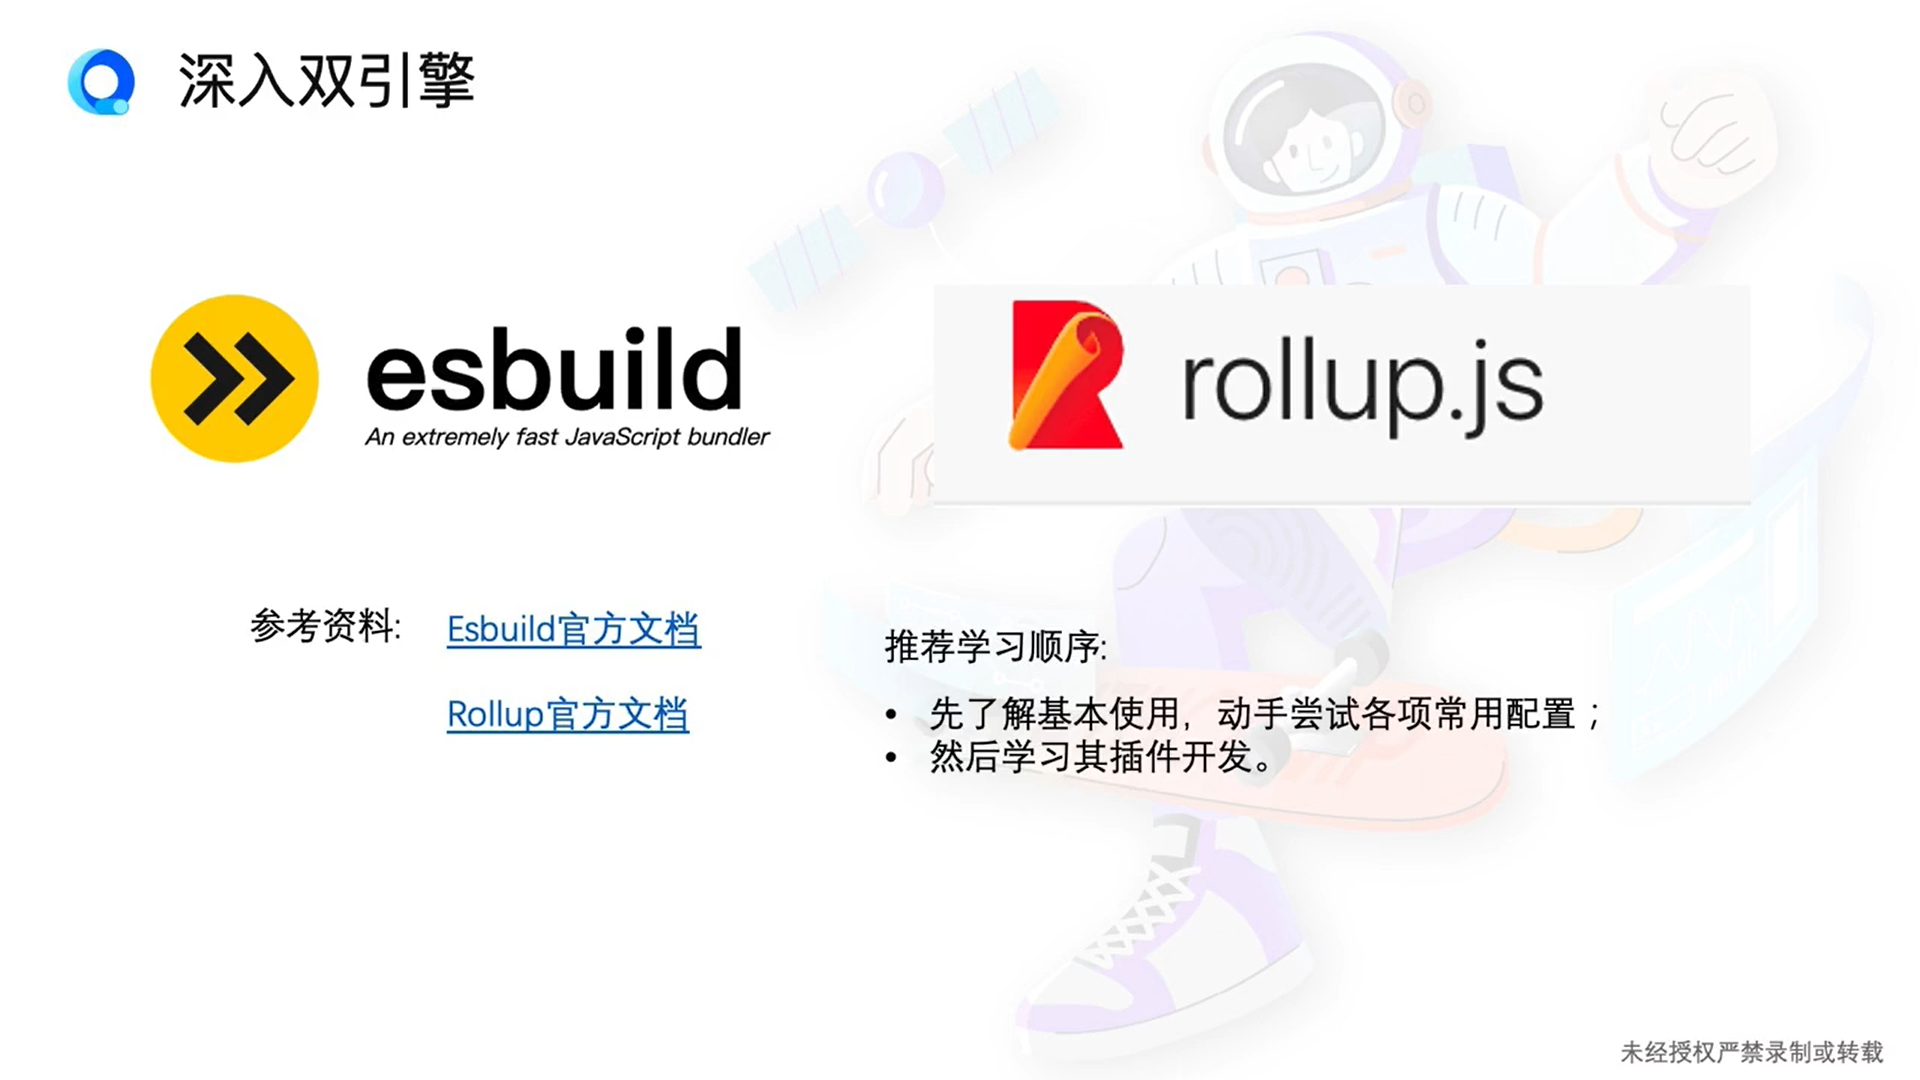 深入双引擎
esbuild
An extremely fast JavaScript bundler
rollup.js
参考资料:
Esbuild官方文档
Rollup官方文档
推荐学习顺序:
• 先了解基本使用，动手尝试各项常用配置；
• 然后学习其插件开发。
未经授权严禁录制或转载